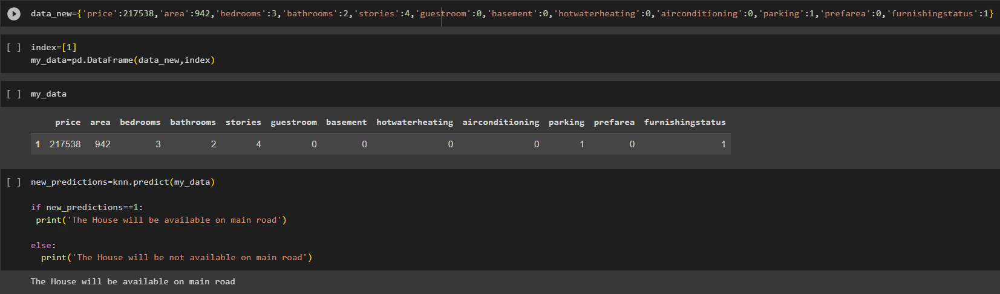 data_new={'price':217538,'area':942,'bedrooms':3,'bathrooms':2,'stories':4,'guestroom':0,'basement':0,'hotwaterheating':0,'airconditioning':0,'parking':1,'prefarea':0,'furnishingstatus':1}
[ ] index=[1]
my_data=pd.DataFrame(data_new,index)
[ ] my_data
price area bedrooms bathrooms stories guestroom basement hotwaterheating airconditioning parking prefarea furnishingstatus
1 217538 942 3 2 4 0 0 0 0 1 0 1
[ ] new_predictions=knn.predict(my_data)
if new_predictions==1:
print('The House will be available on main road')
else:
print('The House will be not available on main road')
The House will be available on main road